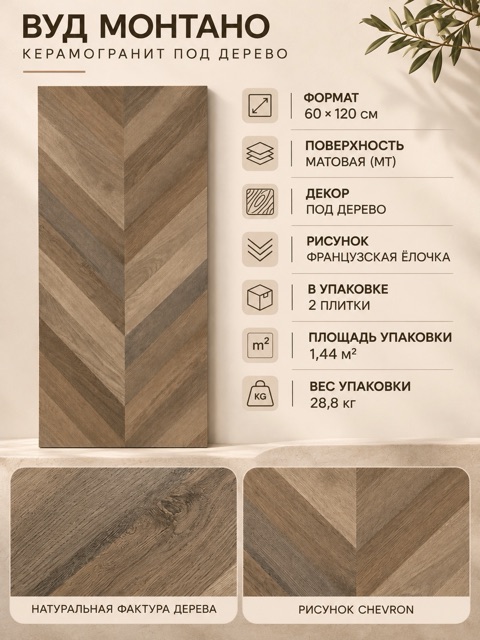 ВУД МОНТАНО
КЕРАМОГРАНИТ ПОД ДЕРЕВО
ФОРМАТ
60 × 120 см
ПОВЕРХНОСТЬ
МАТОВАЯ (МТ)
ДЕКОР
ПОД ДЕРЕВО
РИСУНОК
ФРАНЦУЗСКАЯ ЁЛОЧКА
В УПАКОВКЕ
2 ПЛИТКИ
m²
ПЛОЩАДЬ УПАКОВКИ
1,44 м²
KG
ВЕС УПАКОВКИ
28,8 кг
НАТУРАЛЬНАЯ ФАКТУРА ДЕРЕВА
РИСУНОК CHEVRON